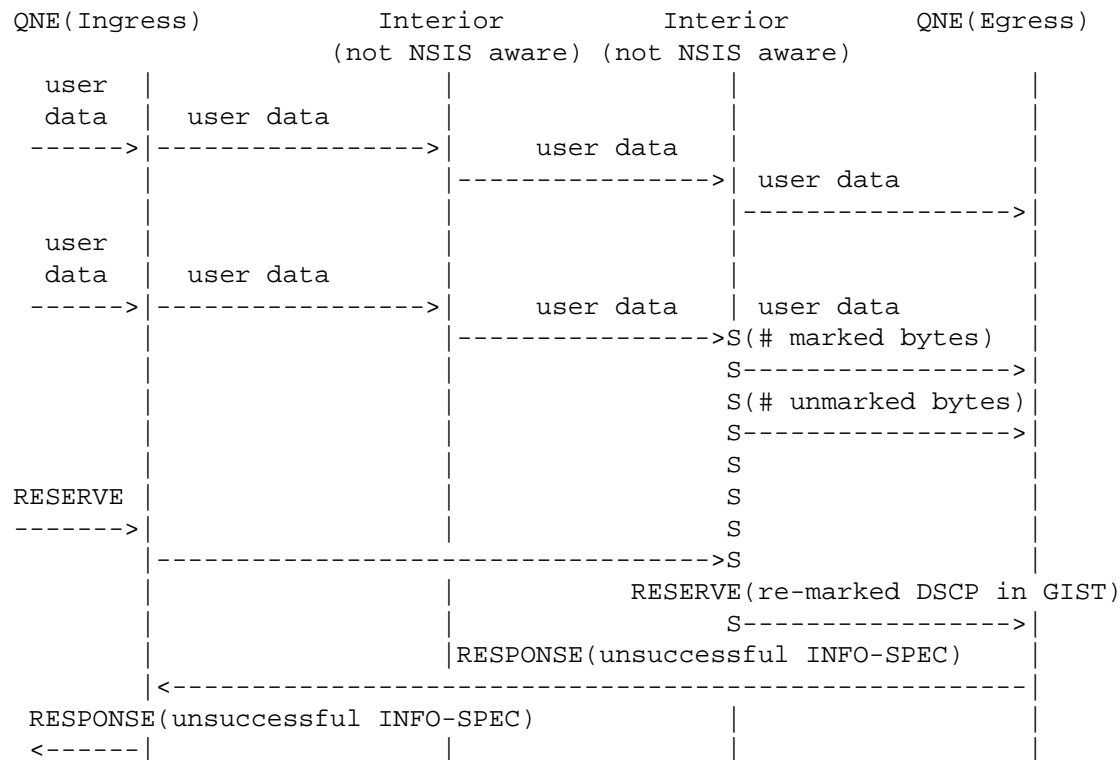 QNE(Ingress) Interior Interior QNE(Egress)
(not NSIS aware) (not NSIS aware)
user | | | |
data | user data | | |
------>|----------------->| user data | |
| |---------------->| user data |
| | |----------------->|
user | | | |
data | user data | | |
------>|----------------->| user data | user data |
| |---------------->S(# marked bytes) |
| | S----------------->|
| | S(# unmarked bytes)|
| | S----------------->|
| | S |
RESERVE | | S |
------->| | S |
|----------------------------------->S |
| | RESERVE(re-marked DSCP in GIST)
| | S----------------->|
| |RESPONSE(unsuccessful INFO-SPEC) |
|<------------------------------------------------------|
RESPONSE(unsuccessful INFO-SPEC) | |
<------| | | |